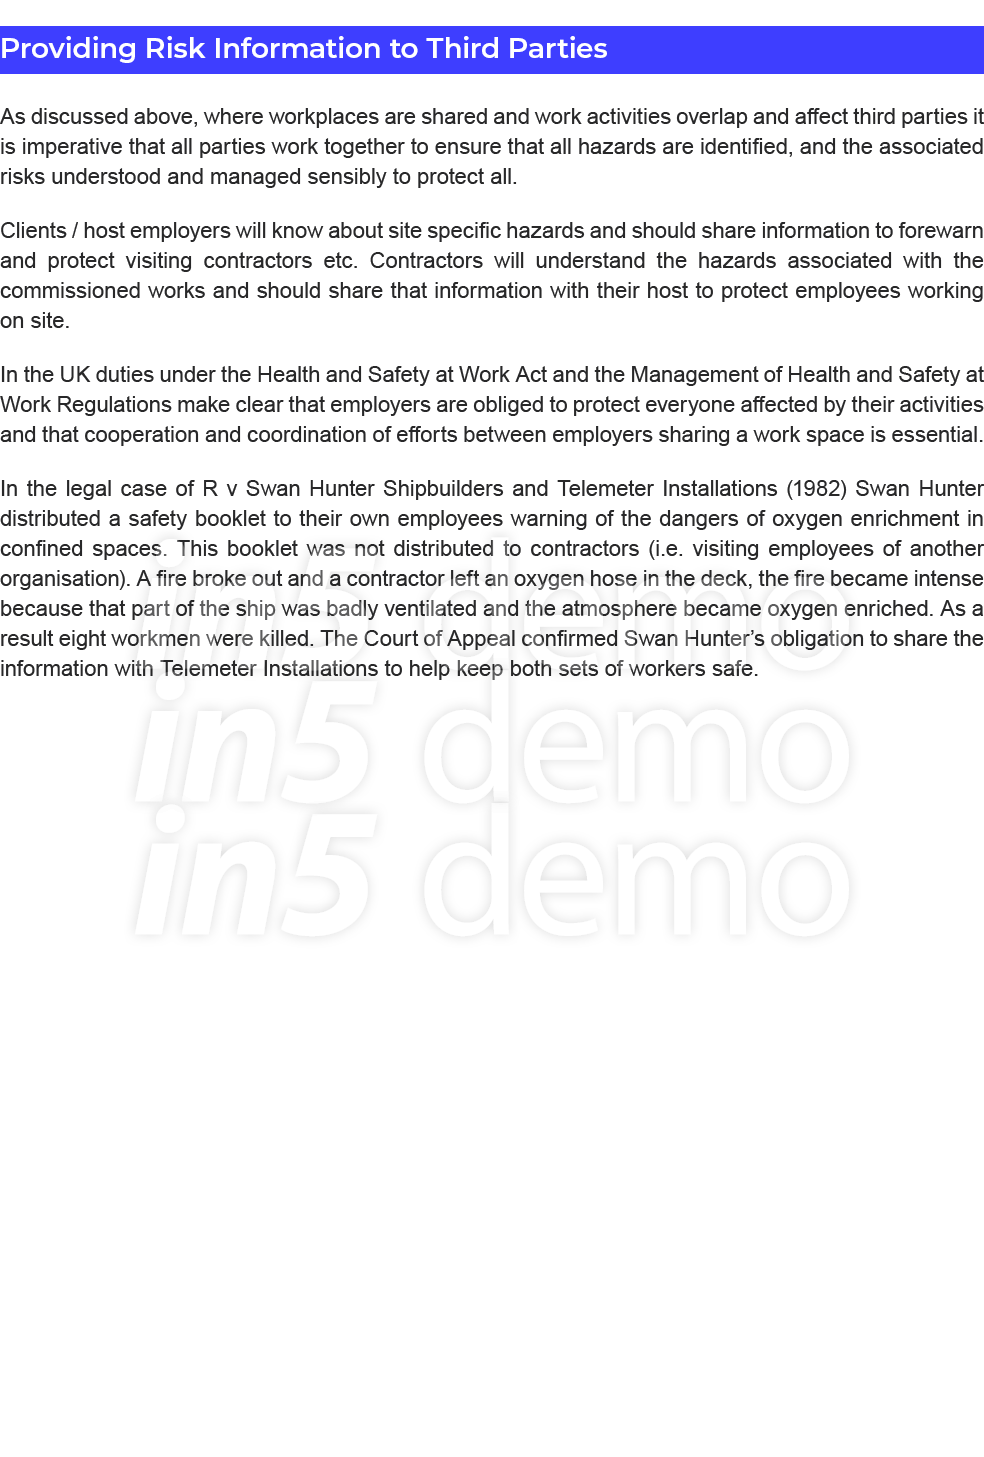 Providing Risk Information to Third Parties
As discussed above, where workplaces are shared and work activities overlap and affect third parties it
is imperative that all parties work together to ensure that all hazards are identified, and the associated
risks understood and managed sensibly to protect all.
Clients / host employers will know about site specific hazards and should share information to forewarn
and protect visiting contractors etc. Contractors will understand the hazards associated with the
commissioned works and should share that information with their host to protect employees working
on site.
In the UK duties under the Health and Safety at Work Act and the Management of Health and Safety at
Work Regulations make clear that employers are obliged to protect everyone affected by their activities
and that cooperation and coordination of efforts between employers sharing a work space is essential.
In the legal case of R v Swan Hunter Shipbuilders and Telemeter Installations (1982) Swan Hunter
distributed a safety booklet to their own employees warning of the dangers of oxygen enrichment in
confined spaces. This booklet was not distributed to contractors (i.e. visiting employees of another
organisation). A fire broke out and a contractor left an oxygen hose in the deck, the fire became intense
because that part of the ship was badly ventilated and the atmosphere became oxygen enriched. As a
result eight workmen were killed. The Court of Appeal confirmed Swan Hunter’s obligation to share the
information with Telemeter Installations to help keep both sets of workers safe.
in5 demo
in5 demo
in5 demo